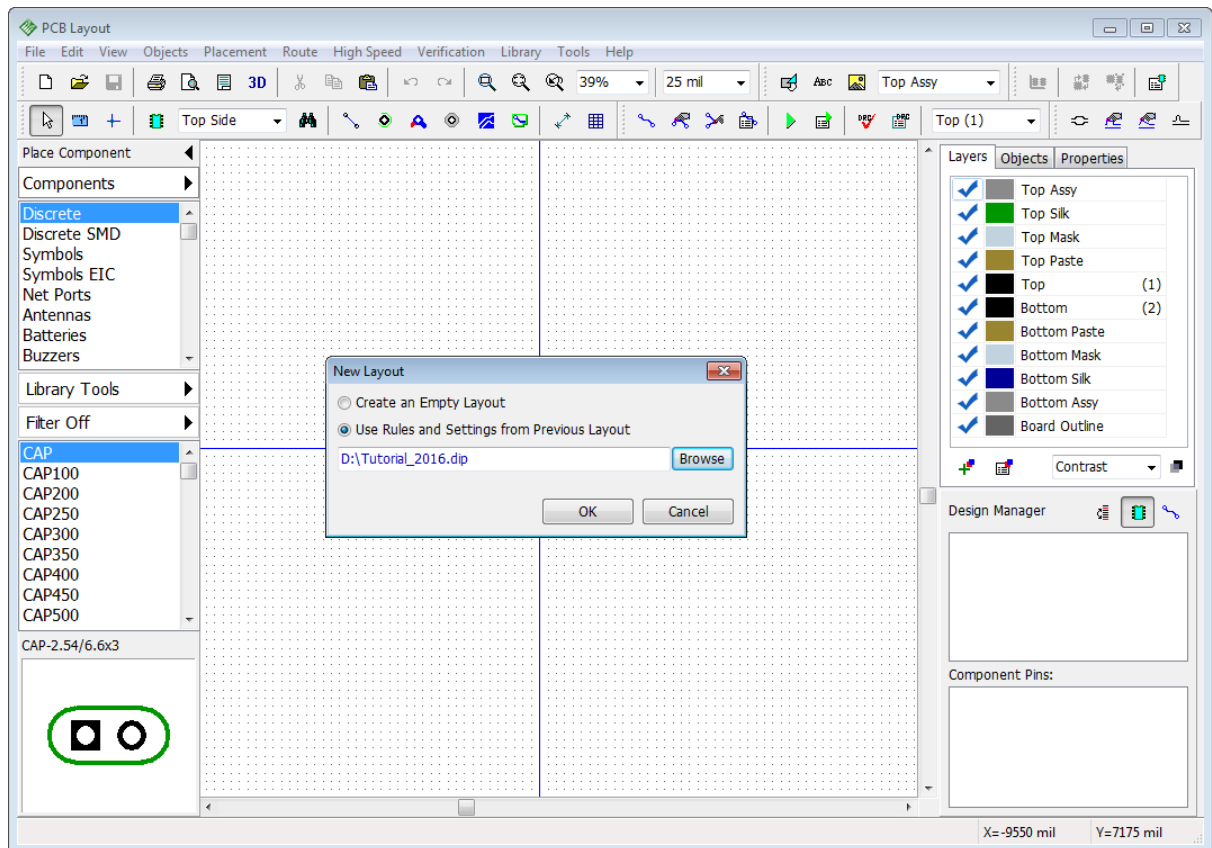 PCB Layout
File Edit View Objects Placement Route High Speed Verification Library Tools Help
3D 39% 25 mil ABC Top Assy
Top Side DRC DRC Top (1)
Place Component
Components
Discrete
Discrete SMD
Symbols
Symbols EIC
Net Ports
Antennas
Batteries
Buzzers
Library Tools
Filter Off
CAP
CAP100
CAP200
CAP250
CAP300
CAP350
CAP400
CAP450
CAP500
CAP-2.54/6.6x3
New Layout
Create an Empty Layout
Use Rules and Settings from Previous Layout
D:\Tutorial_2016.dip Browse
OK Cancel
Layers Objects Properties
Top Assy
Top Silk
Top Mask
Top Paste
Top (1)
Bottom (2)
Bottom Paste
Bottom Mask
Bottom Silk
Bottom Assy
Board Outline
Contrast
Design Manager
Component Pins:
X=-9550 mil Y=7175 mil